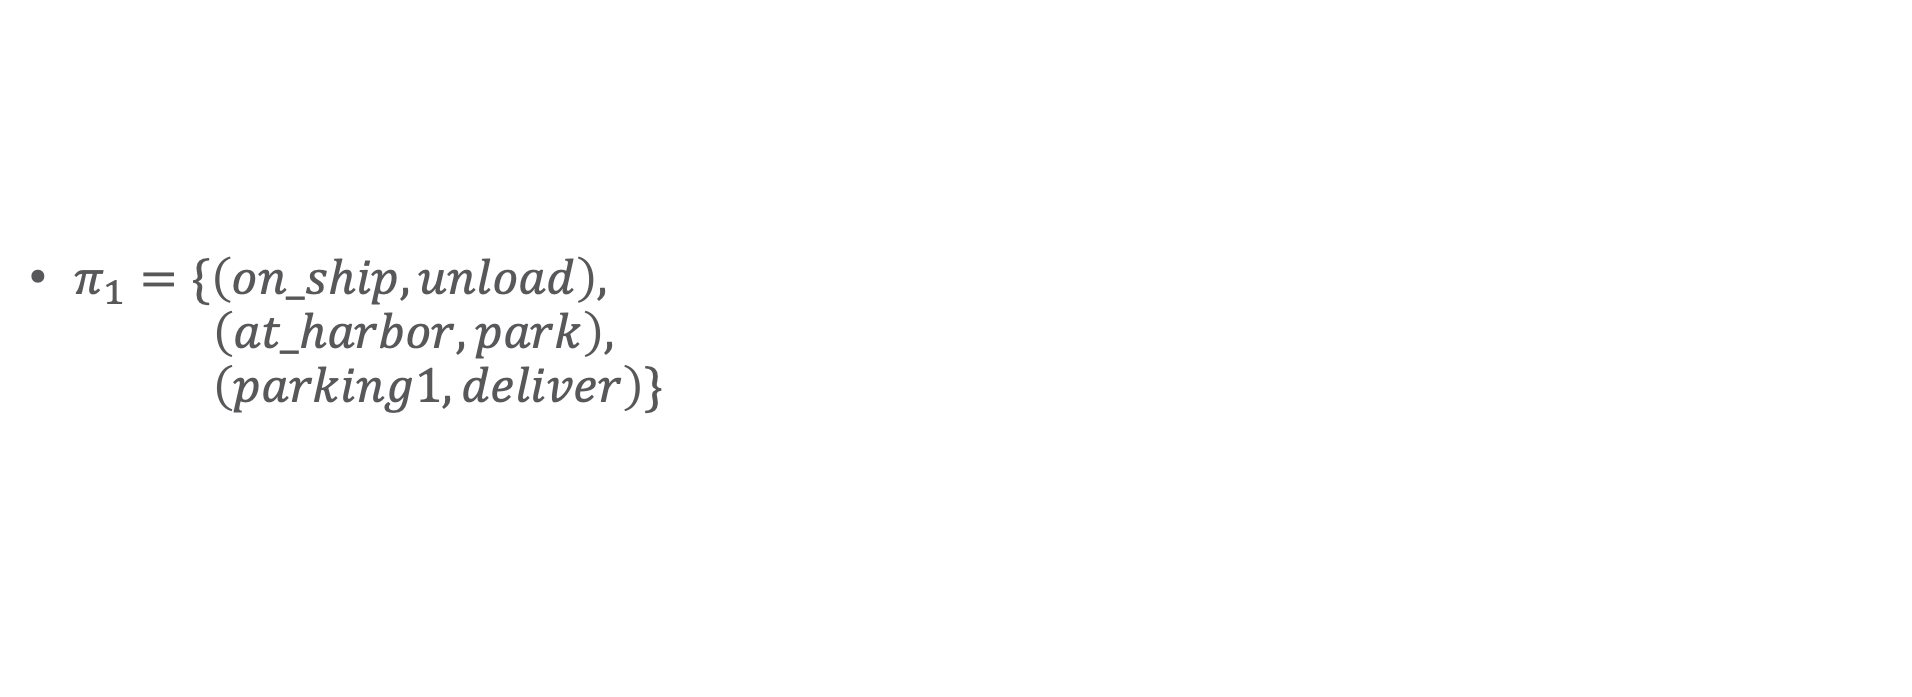 • π₁ = {(on_ship, unload),
(at_harbor, park),
(parking1, deliver)}